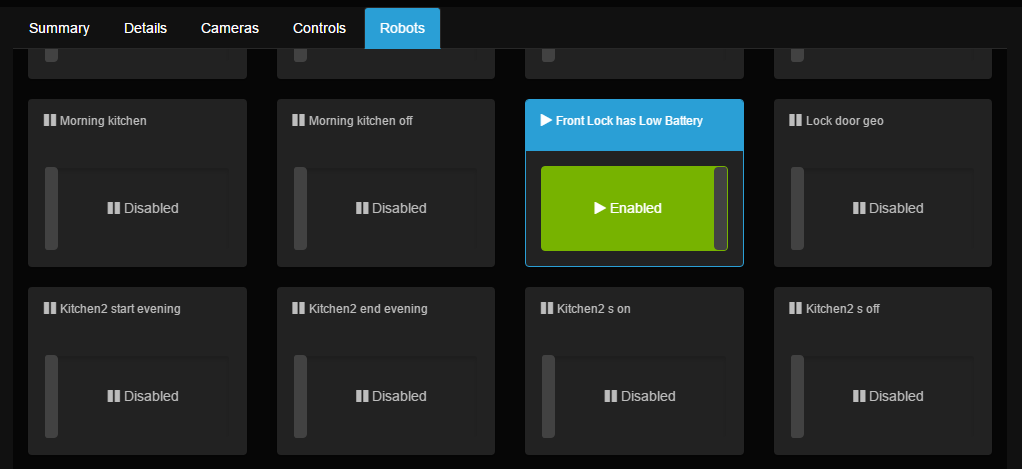 Summary Details Cameras Controls Robots
Morning kitchen
Disabled
Morning kitchen off
Disabled
Front Lock has Low Battery
Enabled
Lock door geo
Disabled
Kitchen2 start evening
Disabled
Kitchen2 end evening
Disabled
Kitchen2 s on
Disabled
Kitchen2 s off
Disabled